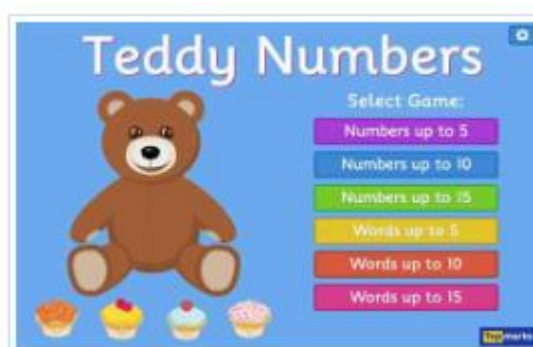 Teddy Numbers
Select Game:
Numbers up to 5
Numbers up to 10
Numbers up to 15
Words up to 5
Words up to 10
Words up to 15
Topmarks